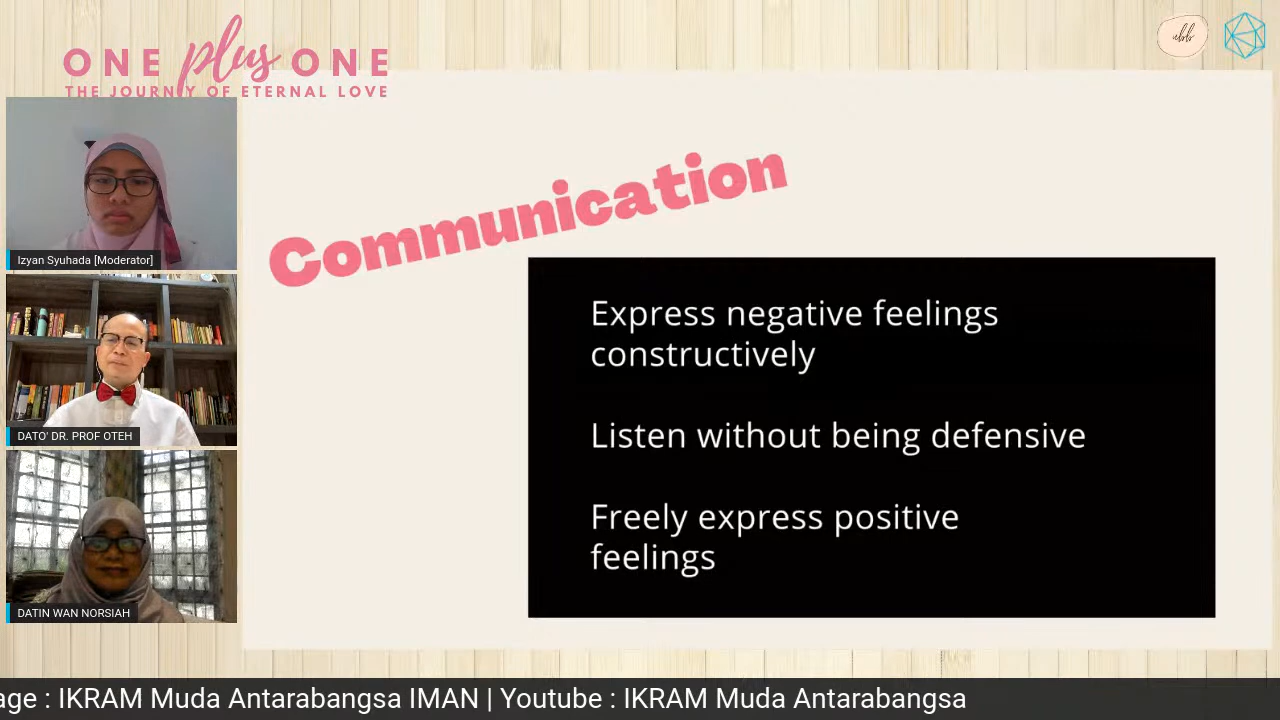 ONE plus ONE
THE JOURNEY OF ETERNAL LOVE
Izyan Syuhada [Moderator]
DATO' DR. PROF OTEH
DATIN WAN NORSIAH
Communication
Express negative feelings
constructively
Listen without being defensive
Freely express positive
feelings
age : IKRAM Muda Antarabangsa IMAN | Youtube : IKRAM Muda Antarabangsa